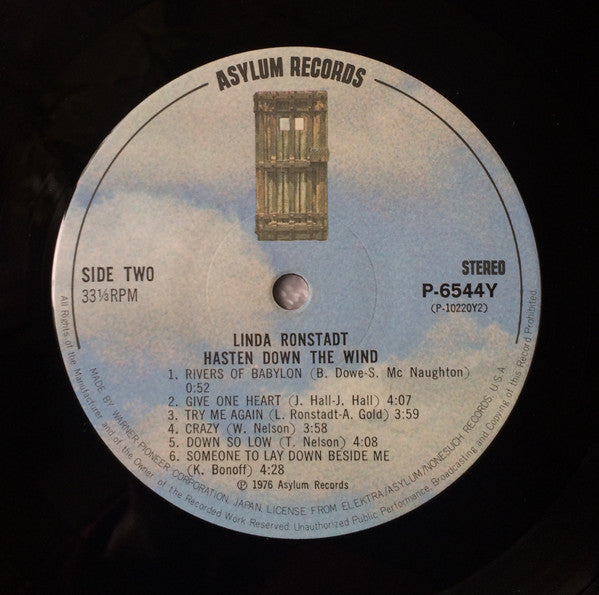 ASYLUM RECORDS
SIDE TWO
33⅓RPM
STEREO
P-6544Y
(P-10220Y2)
LINDA RONSTADT
HASTEN DOWN THE WIND
1. RIVERS OF BABYLON (B. Dowe-S. Mc Naughton)
0:52
2. GIVE ONE HEART (J. Hall-J. Hall) 4:07
3. TRY ME AGAIN (L. Ronstadt-A. Gold) 3:59
4. CRAZY (W. Nelson) 3:58
5. DOWN SO LOW (T. Nelson) 4:08
6. SOMEONE TO LAY DOWN BESIDE ME
(K. Bonoff) 4:28
℗ 1976 Asylum Records
MADE BY WARNER-PIONEER CORPORATION, JAPAN, LICENSE FROM ELEKTRA/ASYLUM/NONESUCH RECORDS, U.S.A.
All Rights of the Manufacturer and of the Owner of the Recorded Work Reserved. Unauthorized Public Performance, Broadcasting and Copying of this Record Prohibited.